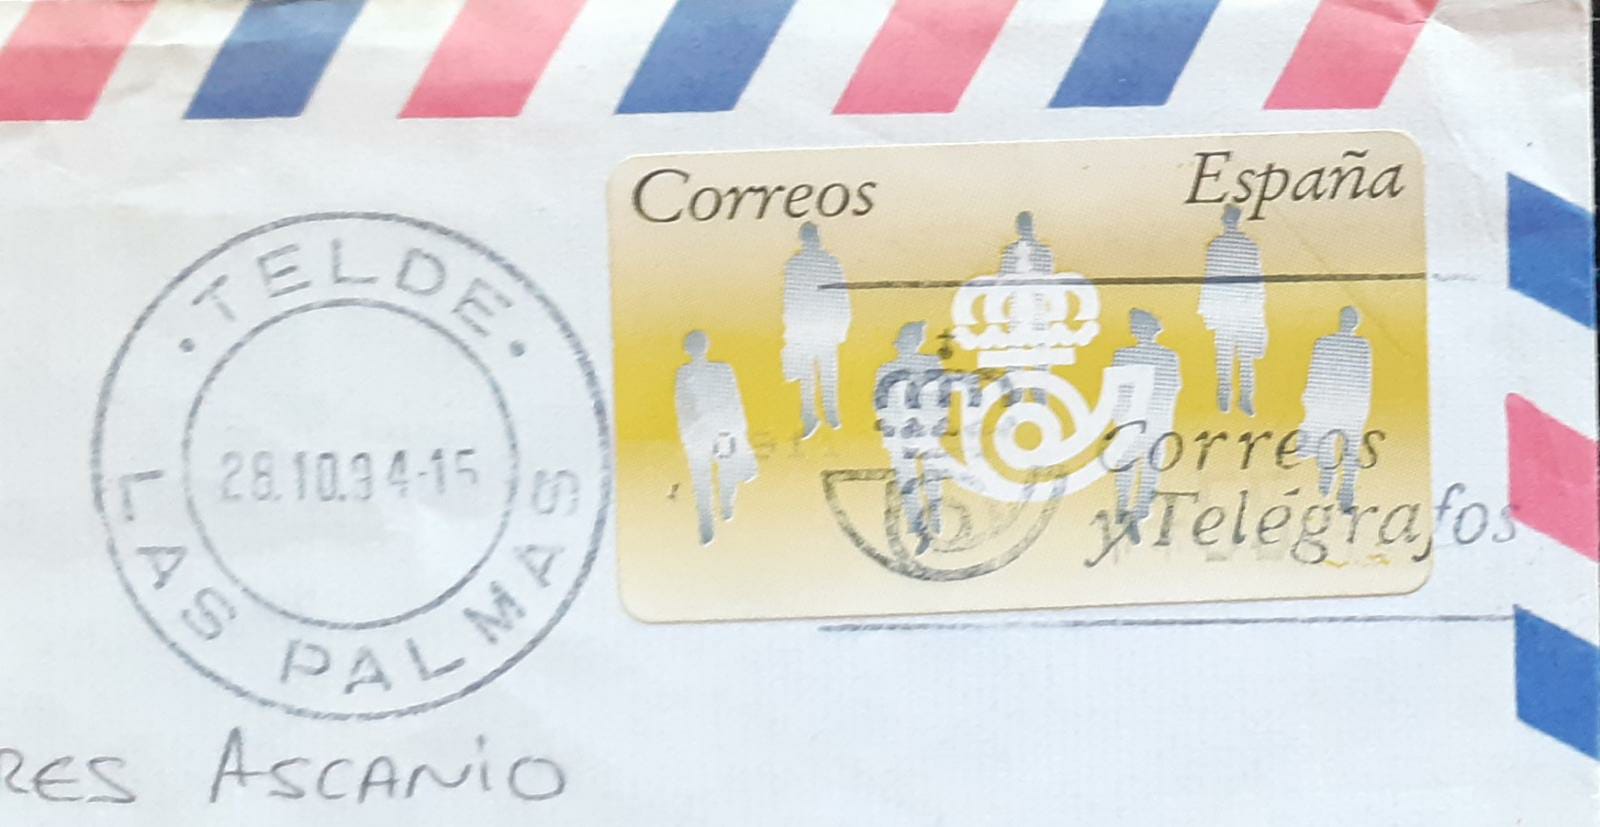 Correos España
TELDE
28.10.94-15
LAS PALMAS
Correos
y Telégrafos
RES ASCANIO